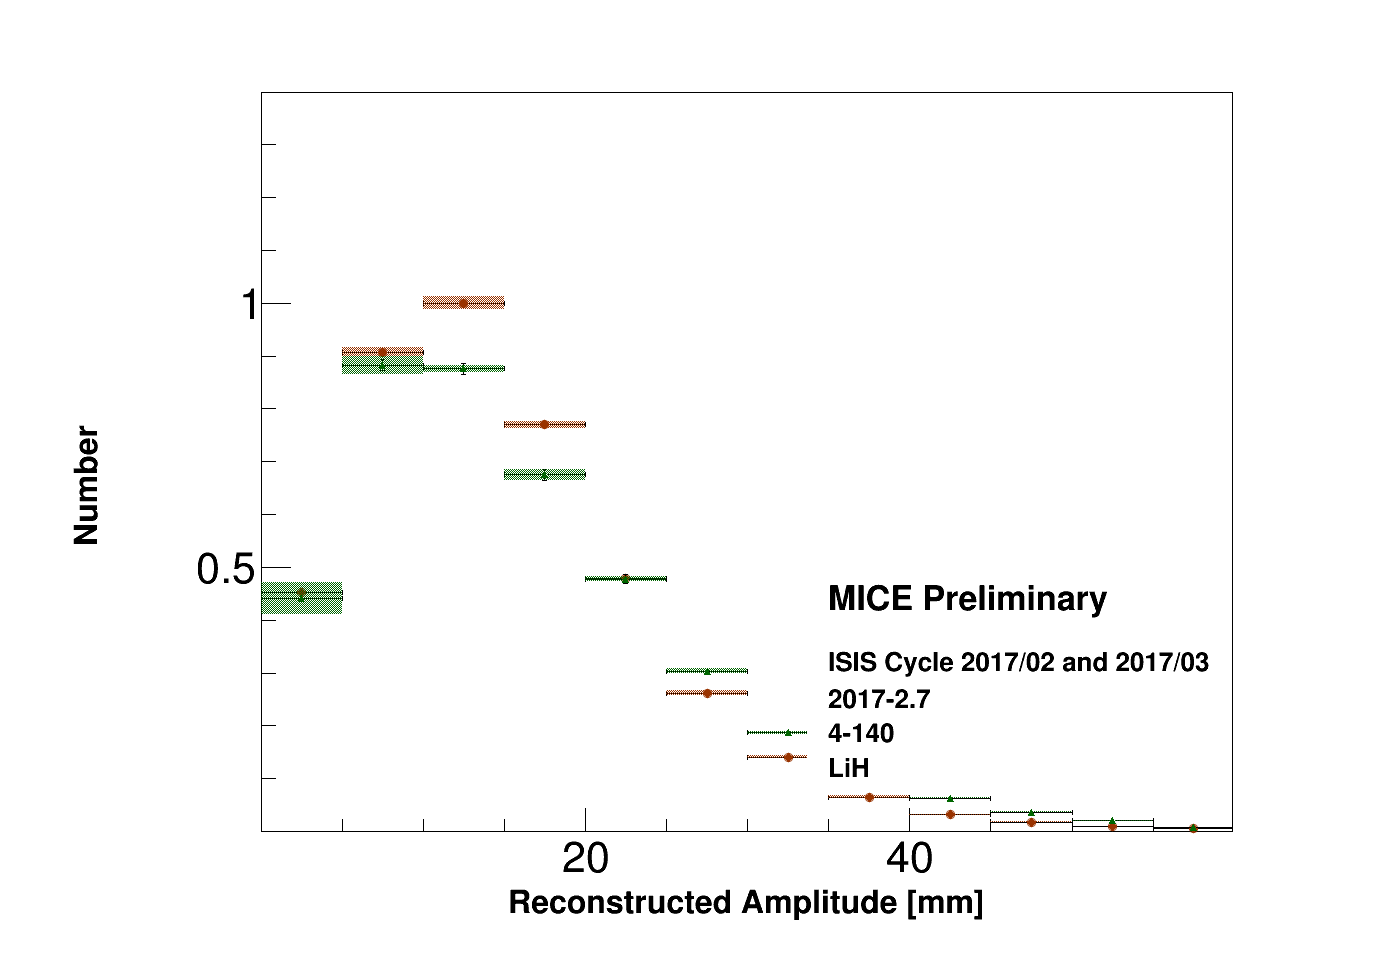 1
0.5
Number
MICE Preliminary
ISIS Cycle 2017/02 and 2017/03
2017-2.7
4-140
LiH
20
40
Reconstructed Amplitude [mm]